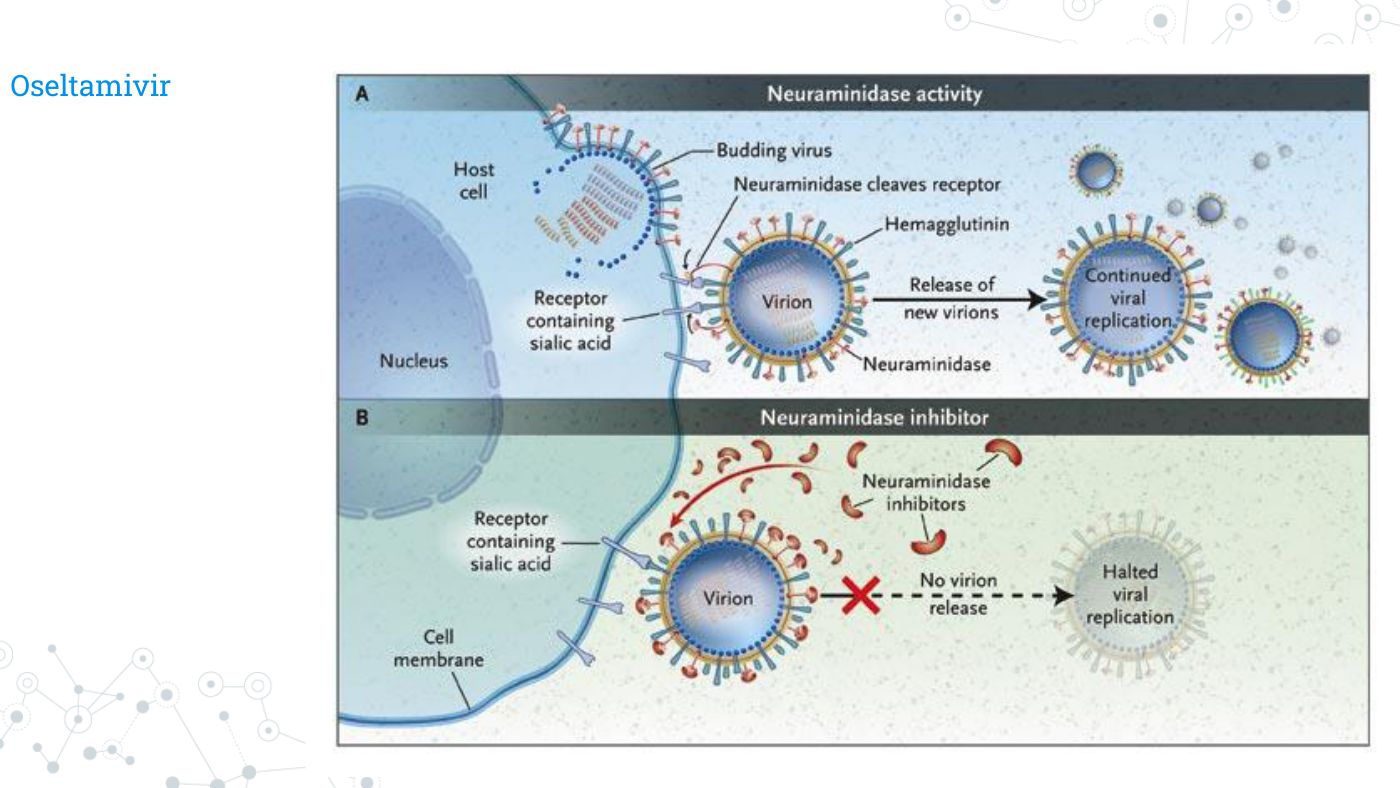 Oseltamivir
A
Neuraminidase activity
Budding virus
Host
cell
Neuraminidase cleaves receptor
Hemagglutinin
Receptor
containing
sialic acid
Virion
Release of
new virions
Continued
viral
replication
Nucleus
Neuraminidase
B
Neuraminidase inhibitor
Neuraminidase
inhibitors
Receptor
containing
sialic acid
Virion
No virion
release
Halted
viral
replication
Cell
membrane